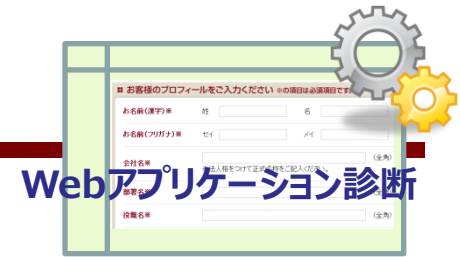 ⌗ お客様のプロフィールをご入力ください ※の項目は必須項目です
お名前(漢字)※ 姓 名
お名前(フリガナ)※ セイ メイ
会社名※ (全角)
法人格をつけて正式名称をご記入ください。
Webアプリケーション診断
部署名※
役職名※ (全角)